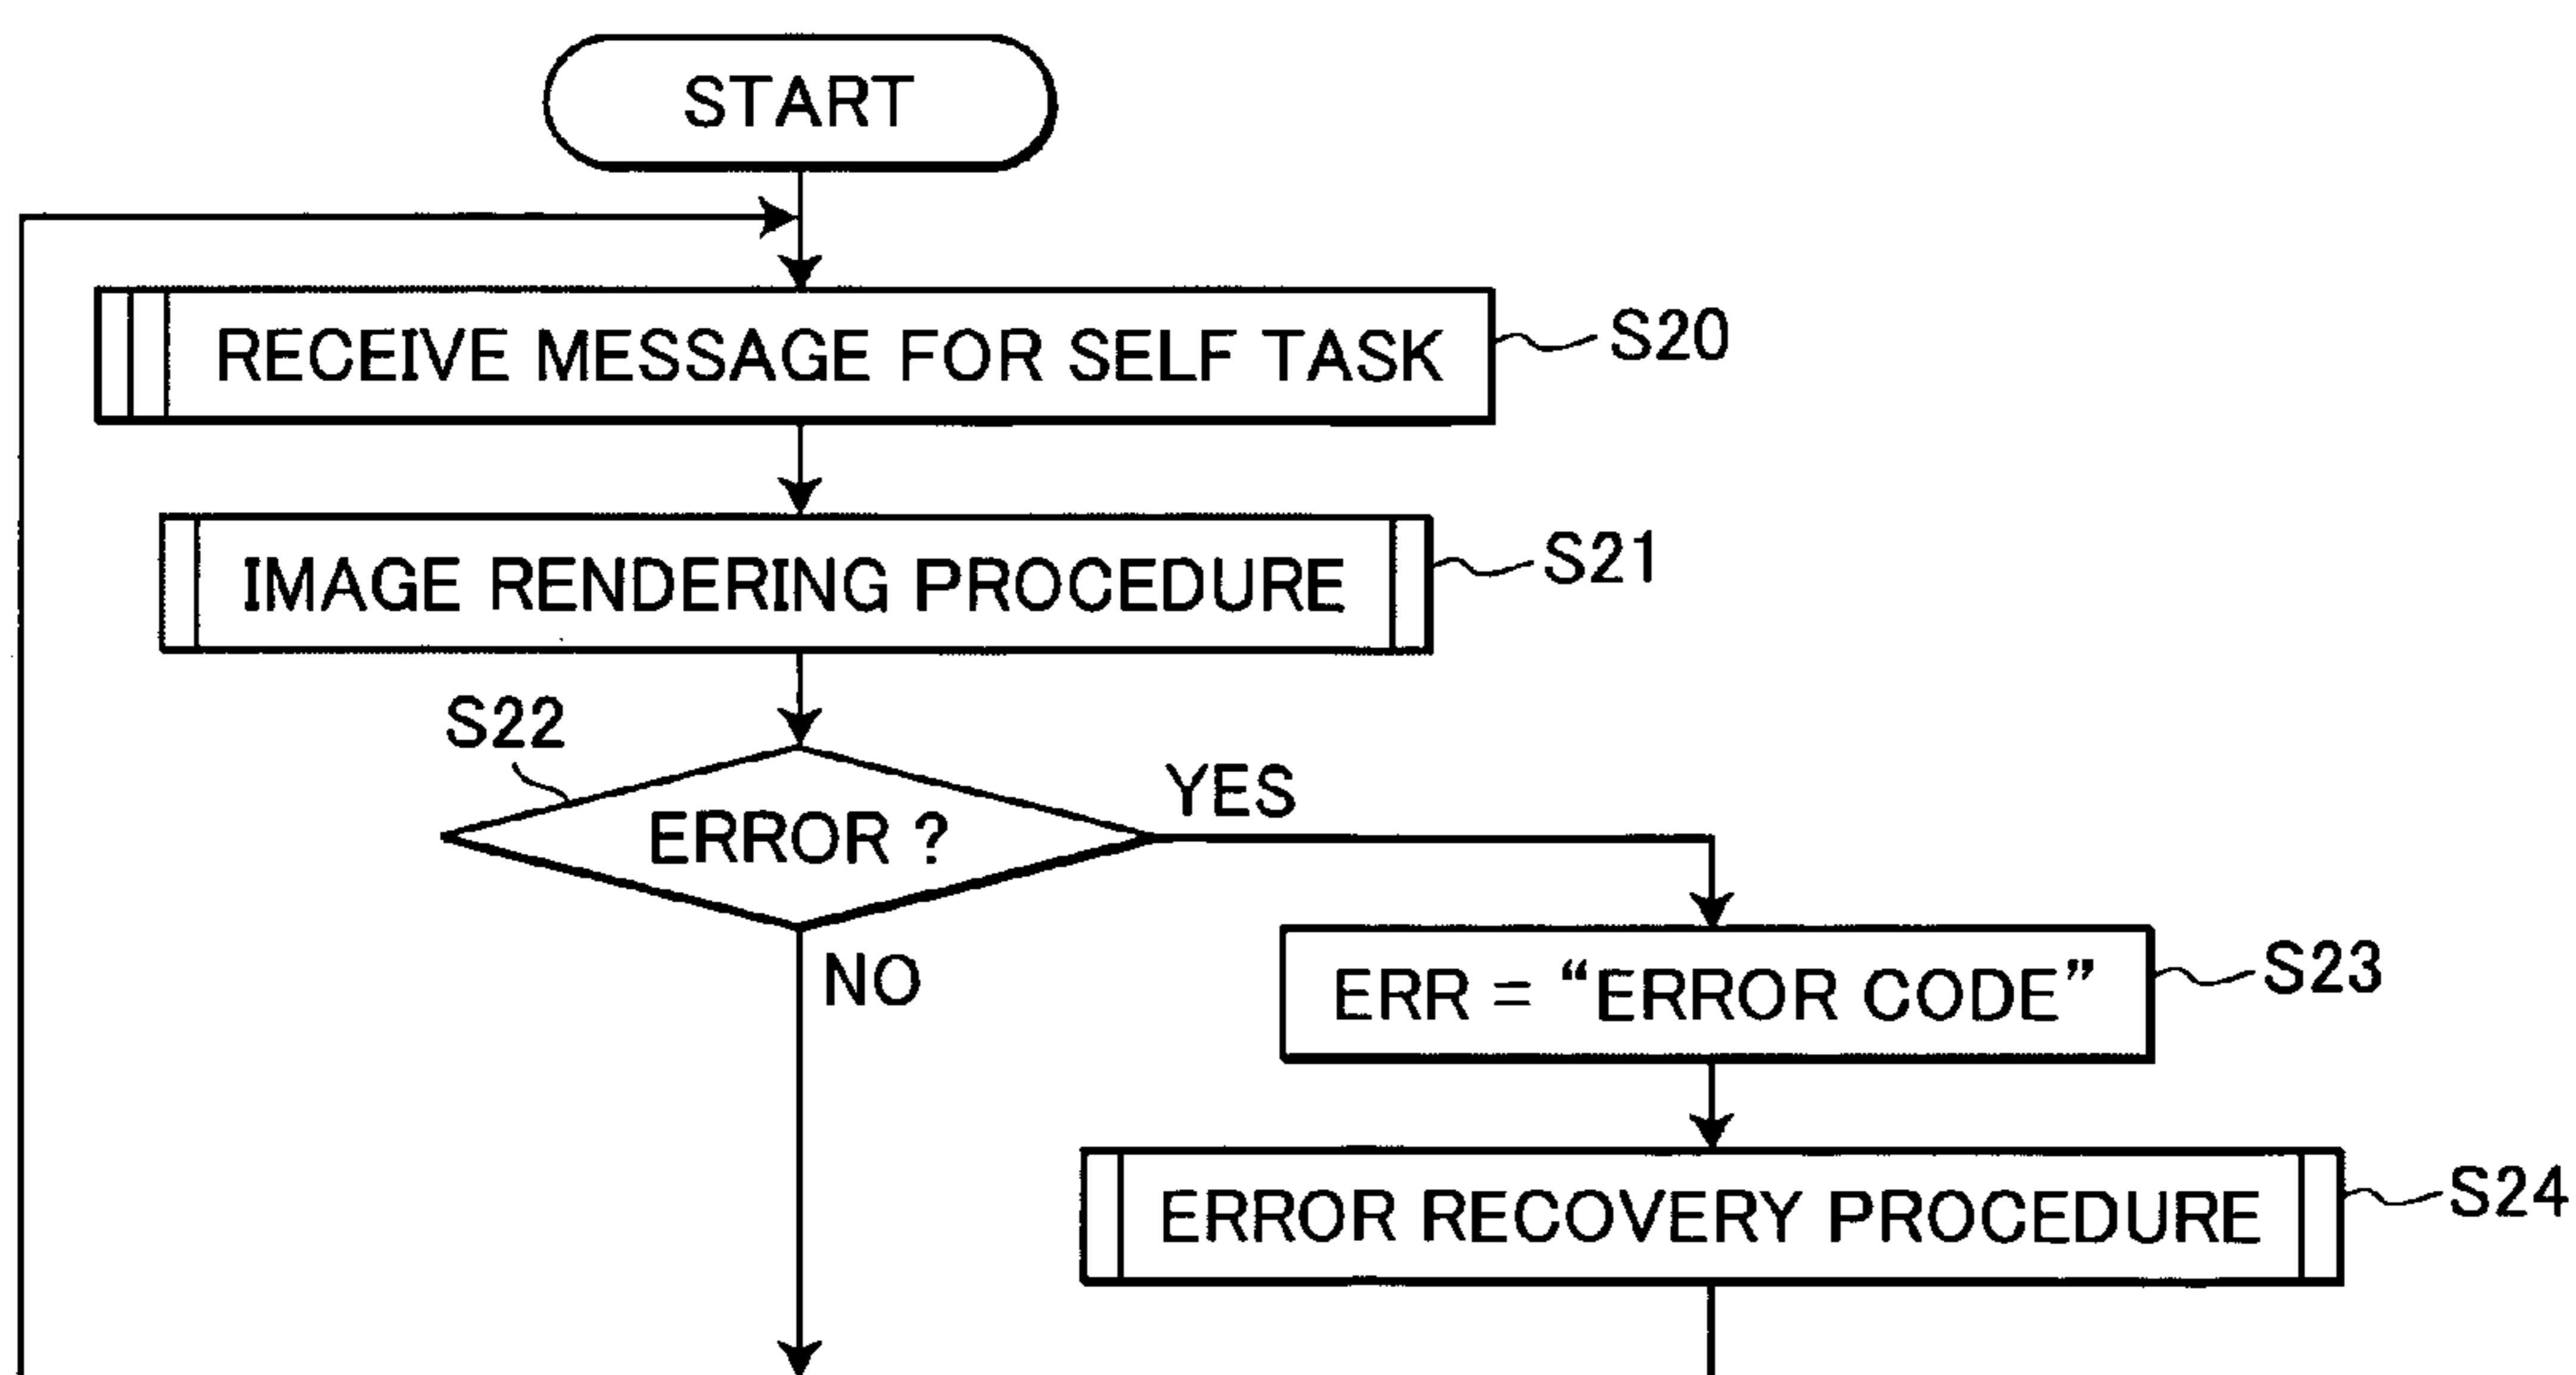 START
RECEIVE MESSAGE FOR SELF TASK
S20
IMAGE RENDERING PROCEDURE
S21
S22
ERROR ?
YES
NO
ERR = “ERROR CODE”
S23
ERROR RECOVERY PROCEDURE
S24